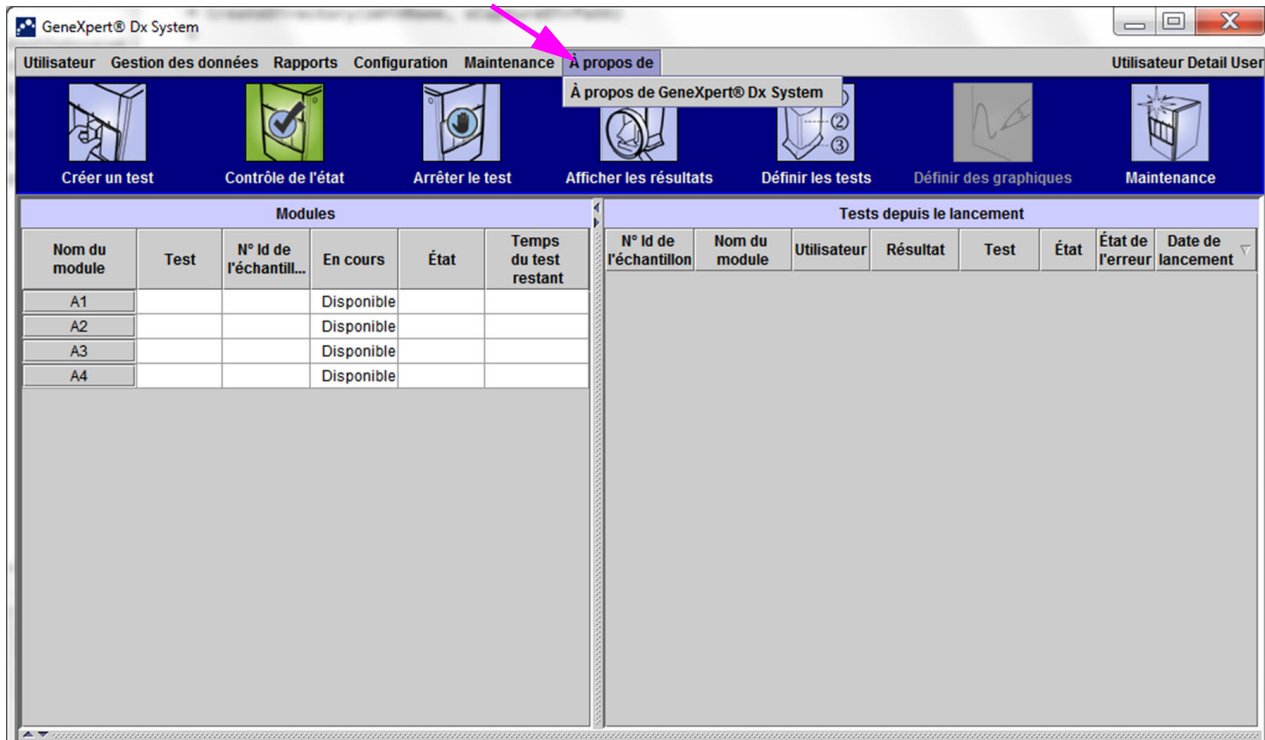 GeneXpert® Dx System
Utilisateur Gestion des données Rapports Configuration Maintenance À propos de Utilisateur Detail User
À propos de GeneXpert® Dx System
②
③
Créer un test Contrôle de l'état Arrêter le test Afficher les résultats Définir les tests Définir des graphiques Maintenance
Modules
Nom du module Test N° Id de l'échantill... En cours État Temps du test restant
A1 Disponible
A2 Disponible
A3 Disponible
A4 Disponible
Tests depuis le lancement
N° Id de l'échantillon Nom du module Utilisateur Résultat Test État État de l'erreur Date de lancement